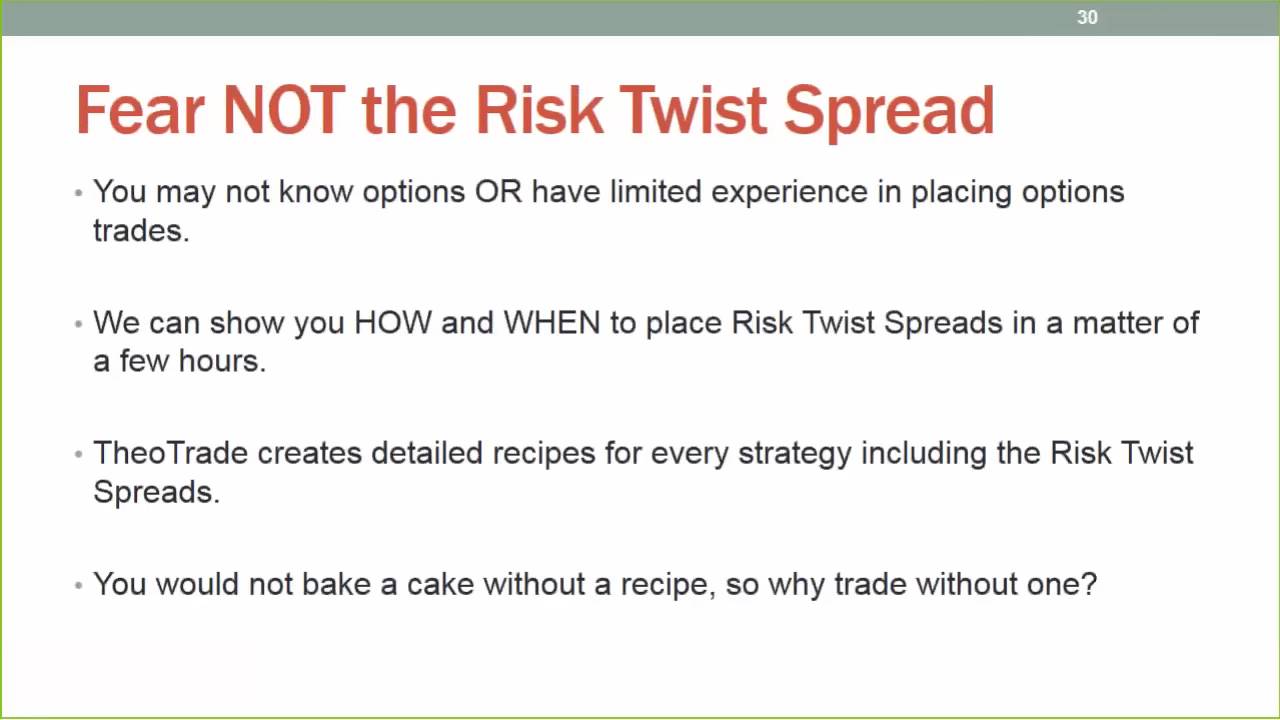 30
Fear NOT the Risk Twist Spread
• You may not know options OR have limited experience in placing options
trades.
• We can show you HOW and WHEN to place Risk Twist Spreads in a matter of
a few hours.
• TheoTrade creates detailed recipes for every strategy including the Risk Twist
Spreads.
• You would not bake a cake without a recipe, so why trade without one?